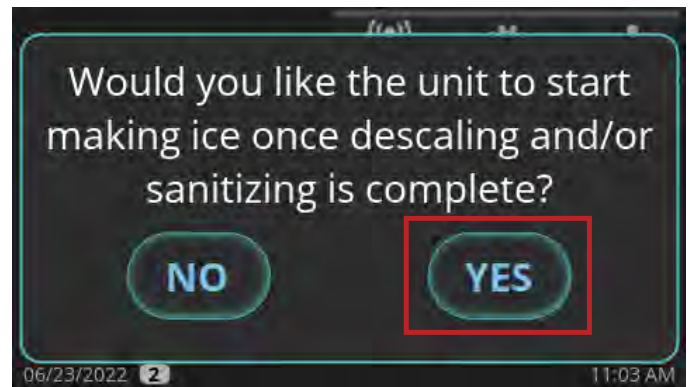 Would you like the unit to start
making ice once descaling and/or
sanitizing is complete?
NO YES
06/23/2022 2 11:03 AM